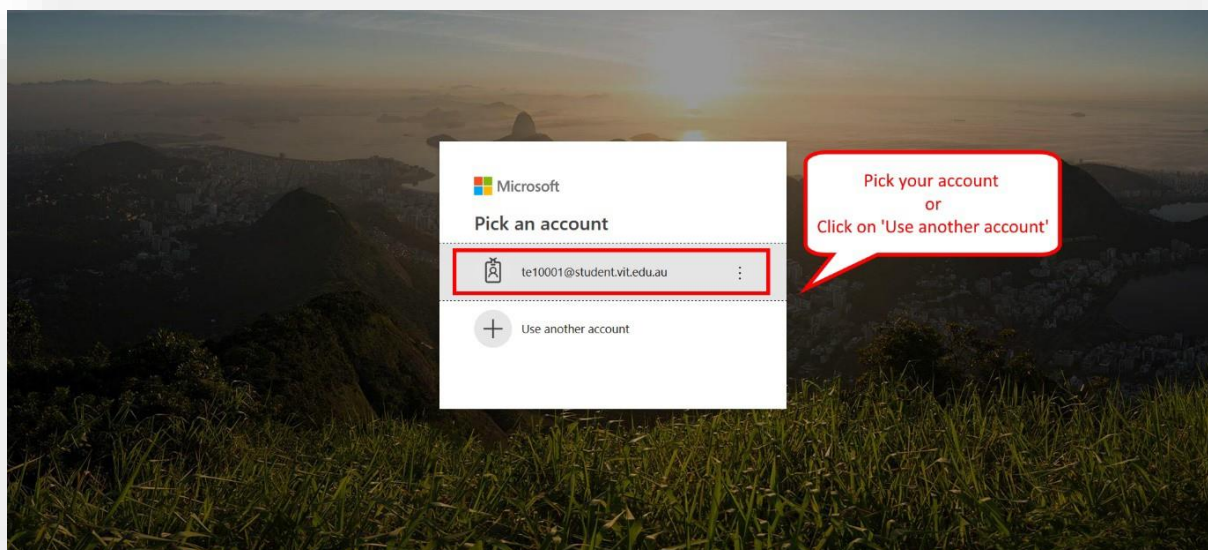 Microsoft
Pick an account
te10001@student.vit.edu.au
Use another account
Pick your account
or
Click on 'Use another account'